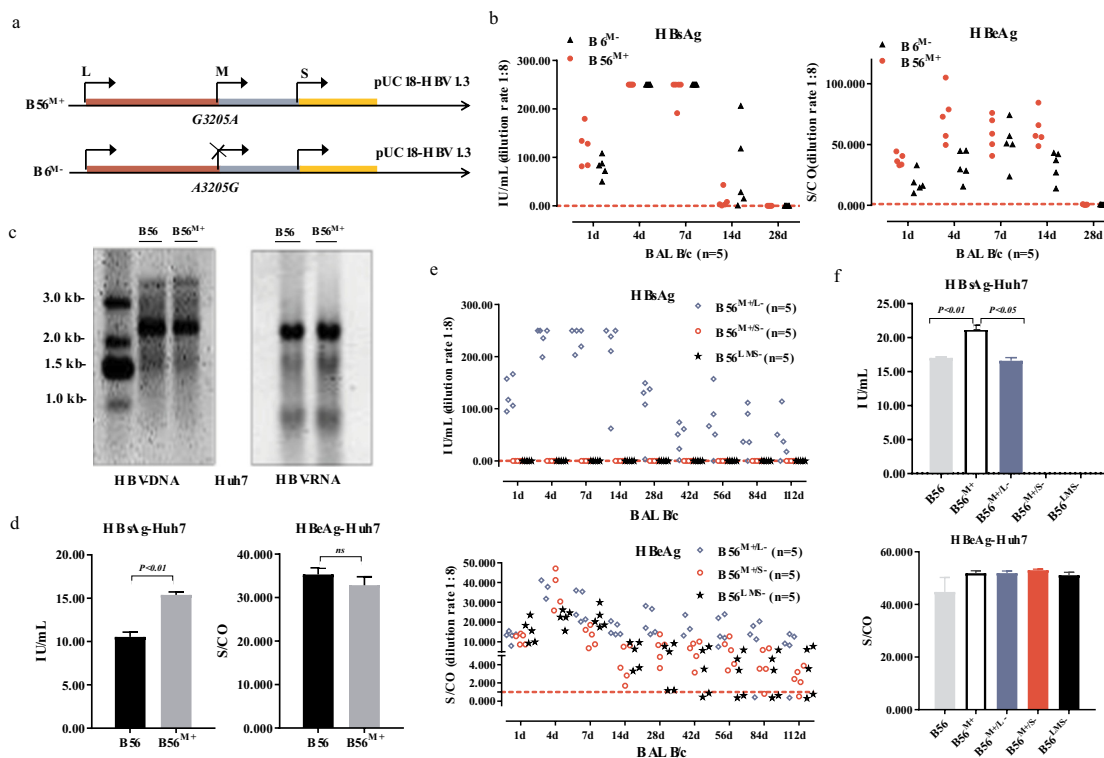 a
L M S
pUC18-HBV1.3
B56M+
G3205A
pUC18-HBV1.3
B6M-
A3205G
b
HBsAg
B6M-
B56M+
300.00
200.00
100.00
0.000
IU/mL (dilution rate 1:8)
1d 4d 7d 14d 28d
BALB/c (n=5)
HBeAg
B6M-
B56M+
100.000
50.000
0.000
S/CO(dilution rate 1:8)
1d 4d 7d 14d 28d
BALB/c (n=5)
c
B56 B56M+
B56 B56M+
3.0 kb-
2.0 kb-
1.5 kb-
1.0 kb-
HBV-DNA Huh7 HBV-RNA
d
HBsAg-Huh7
20.00
15.00
10.00
5.00
0.00
IU/mL
P<0.01
B56 B56M+
HBeAg-Huh7
50.000
40.000
30.000
20.000
10.000
0.000
S/CO
ns
B56 B56M+
e
HBsAg
B56M+/L- (n=5)
B56M+/S- (n=5)
B56LMS- (n=5)
300.00
200.00
100.00
0.000
IU/mL (dilution rate 1:8)
1d 4d 7d 14d 28d 42d 56d 84d 112d
BALB/c
HBeAg
B56M+/L- (n=5)
B56M+/S- (n=5)
B56LMS- (n=5)
50.000
40.000
30.000
20.000
10.000
4.000
2.000
0.000
S/CO (dilution rate 1:8)
1d 4d 7d 14d 28d 42d 56d 84d 112d
BALB/c
f
HBsAg-Huh7
P<0.01 P<0.05
25.00
20.00
15.00
10.00
5.00
0.00
IU/mL
B56 B56M+ B56M+/L- B56M+/S- B56LMS-
HBeAg-Huh7
60.000
40.000
20.000
0.000
S/CO
B56 B56M+ B56M+/L- B56M+/S- B56LMS-